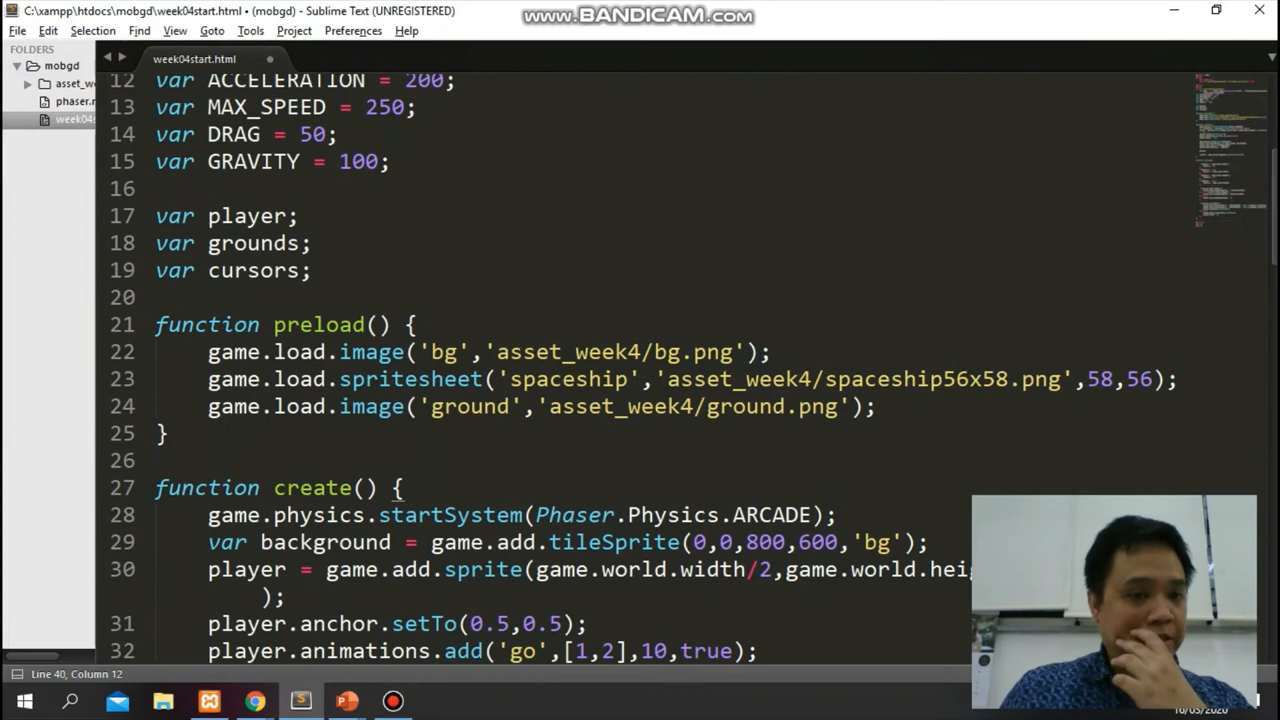 C:\xampp\htdocs\mobgd\week04start.html • (mobgd) - Sublime Text (UNREGISTERED)
www.BANDICAM.com
File Edit Selection Find View Goto Tools Project Preferences Help
FOLDERS
mobgd
asset_we
phaser.m
week04s
week04start.html
12 var ACCELERATION = 200;
13 var MAX_SPEED = 250;
14 var DRAG = 50;
15 var GRAVITY = 100;
16
17 var player;
18 var grounds;
19 var cursors;
20
21 function preload() {
22 game.load.image('bg','asset_week4/bg.png');
23 game.load.spritesheet('spaceship','asset_week4/spaceship56x58.png',58,56);
24 game.load.image('ground','asset_week4/ground.png');
25 }
26
27 function create() {
28 game.physics.startSystem(Phaser.Physics.ARCADE);
29 var background = game.add.tileSprite(0,0,800,600,'bg');
30 player = game.add.sprite(game.world.width/2,game.world.hei
);
31 player.anchor.setTo(0.5,0.5);
32 player.animations.add('go',[1,2],10,true);
Line 40, Column 12